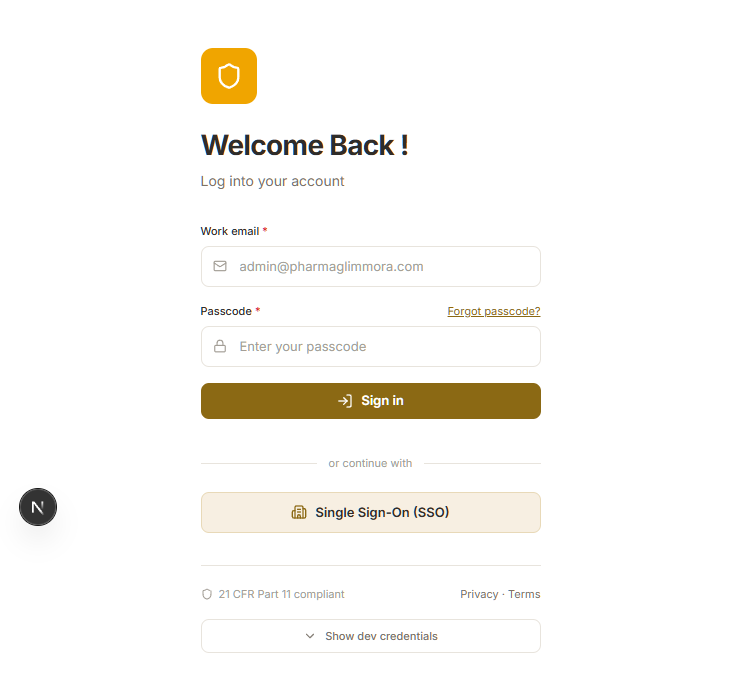 Welcome Back !
Log into your account
Work email *
admin@pharmaglimmora.com
Passcode * Forgot passcode?
Enter your passcode
Sign in
or continue with
N
Single Sign-On (SSO)
21 CFR Part 11 compliant Privacy · Terms
Show dev credentials